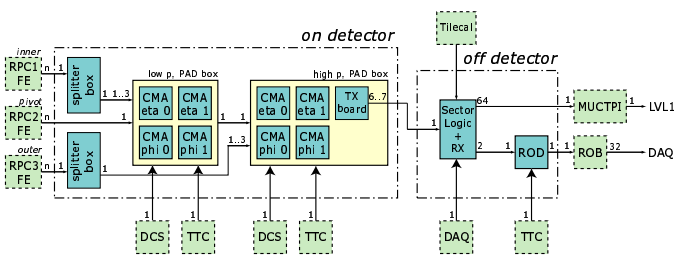 on detector
off detector
inner
RPC1
FE
n
1
splitter
box
1
1..3
pivot
RPC2
FE
n
1
outer
RPC3
FE
n
1
splitter
box
1
1..3
low p, PAD box
CMA
eta 0
CMA
eta 1
CMA
phi 0
CMA
phi 1
1
1
high p, PAD box
CMA
eta 0
CMA
eta 1
CMA
phi 0
CMA
phi 1
TX
board
6..7
1
Tilecal
Sector
Logic
+
RX
64
1
MUCTPI
1
LVL1
2
1
ROD
1
1
ROB
32
DAQ
1
DCS
1
TTC
1
DCS
1
TTC
1
DAQ
1
TTC